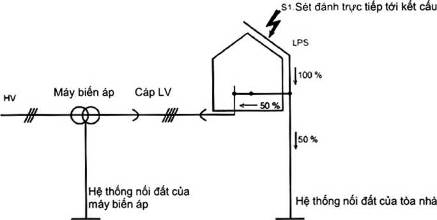 S1.Sét đánh trực tiếp tới kết cấu
LPS
100 %
HV
Máy biến áp
Cáp LV
50 %
50 %
Hệ thống nối đất của
máy biến áp
Hệ thống nối đất của tòa nhà